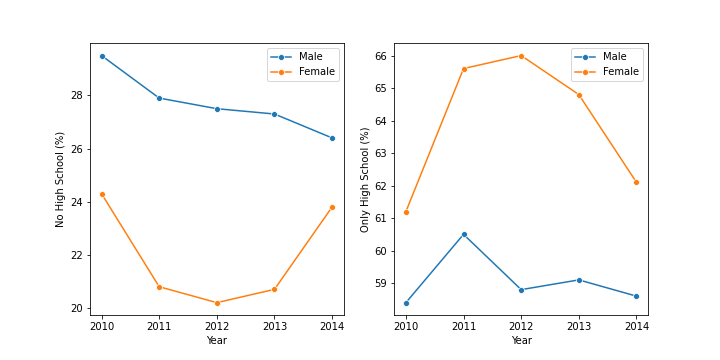 No High School (%)
28
26
24
22
20
2010 2011 2012 2013 2014
Year
Male
Female
Only High School (%)
66
65
64
63
62
61
60
59
2010 2011 2012 2013 2014
Year
Male
Female